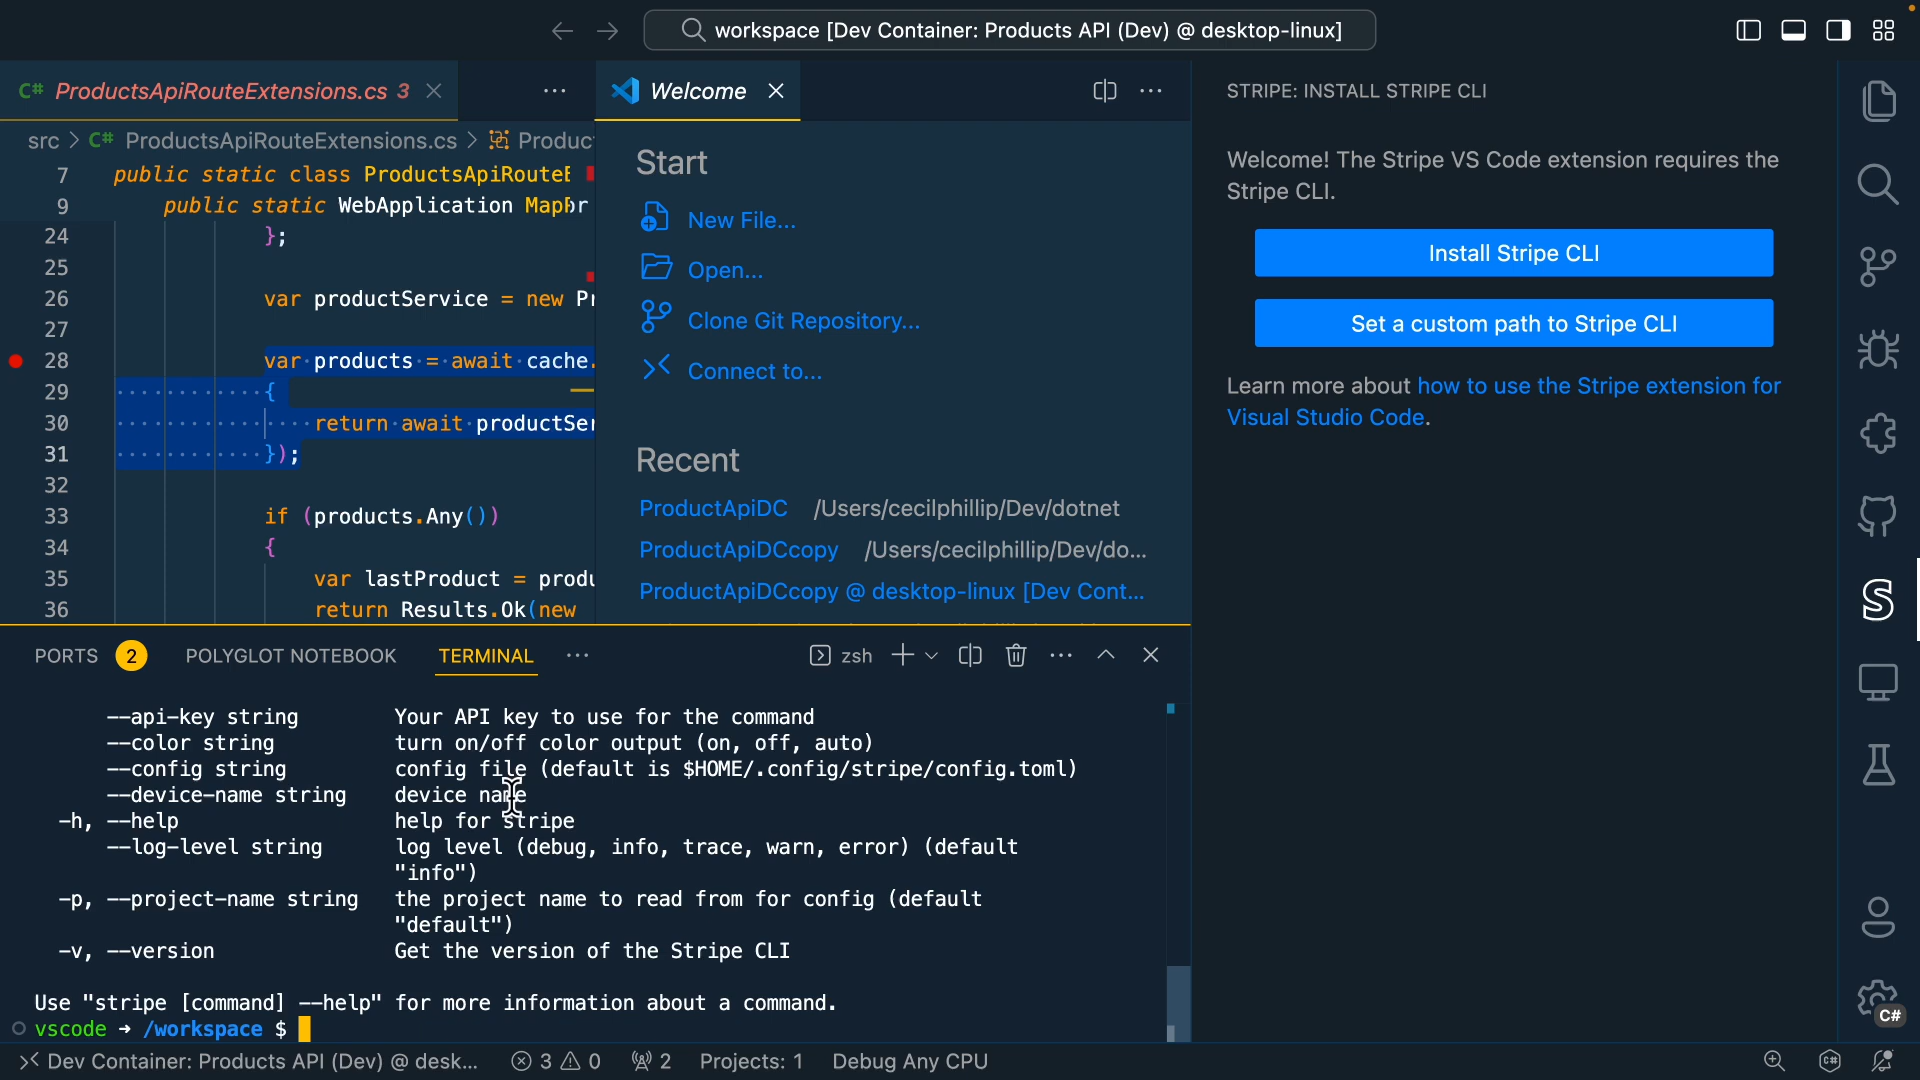 workspace [Dev Container: Products API (Dev) @ desktop-linux]
C# ProductsApiRouteExtensions.cs 3
Welcome
src > C# ProductsApiRouteExtensions.cs > Produc
7 public static class ProductsApiRouteE
9 public static WebApplication MapPr
24 };
25
26 var productService = new Pr
27
28 var products = await cache.
29 {
30 return await productSer
31 });
32
33 if (products.Any())
34 {
35 var lastProduct = produ
36 return Results.Ok(new
Start
New File...
Open...
Clone Git Repository...
Connect to...
Recent
ProductApiDC /Users/cecilphillip/Dev/dotnet
ProductApiDCcopy /Users/cecilphillip/Dev/do...
ProductApiDCcopy @ desktop-linux [Dev Cont...
STRIPE: INSTALL STRIPE CLI
Welcome! The Stripe VS Code extension requires the
Stripe CLI.
Install Stripe CLI
Set a custom path to Stripe CLI
Learn more about how to use the Stripe extension for
Visual Studio Code.
PORTS 2 POLYGLOT NOTEBOOK TERMINAL zsh
--api-key string Your API key to use for the command
--color string turn on/off color output (on, off, auto)
--config string config file (default is $HOME/.config/stripe/config.toml)
--device-name string device name
-h, --help help for stripe
--log-level string log level (debug, info, trace, warn, error) (default
"info")
-p, --project-name string the project name to read from for config (default
"default")
-v, --version Get the version of the Stripe CLI
Use "stripe [command] --help" for more information about a command.
vscode → /workspace $
C#
Dev Container: Products API (Dev) @ desk... 3 0 2 Projects: 1 Debug Any CPU